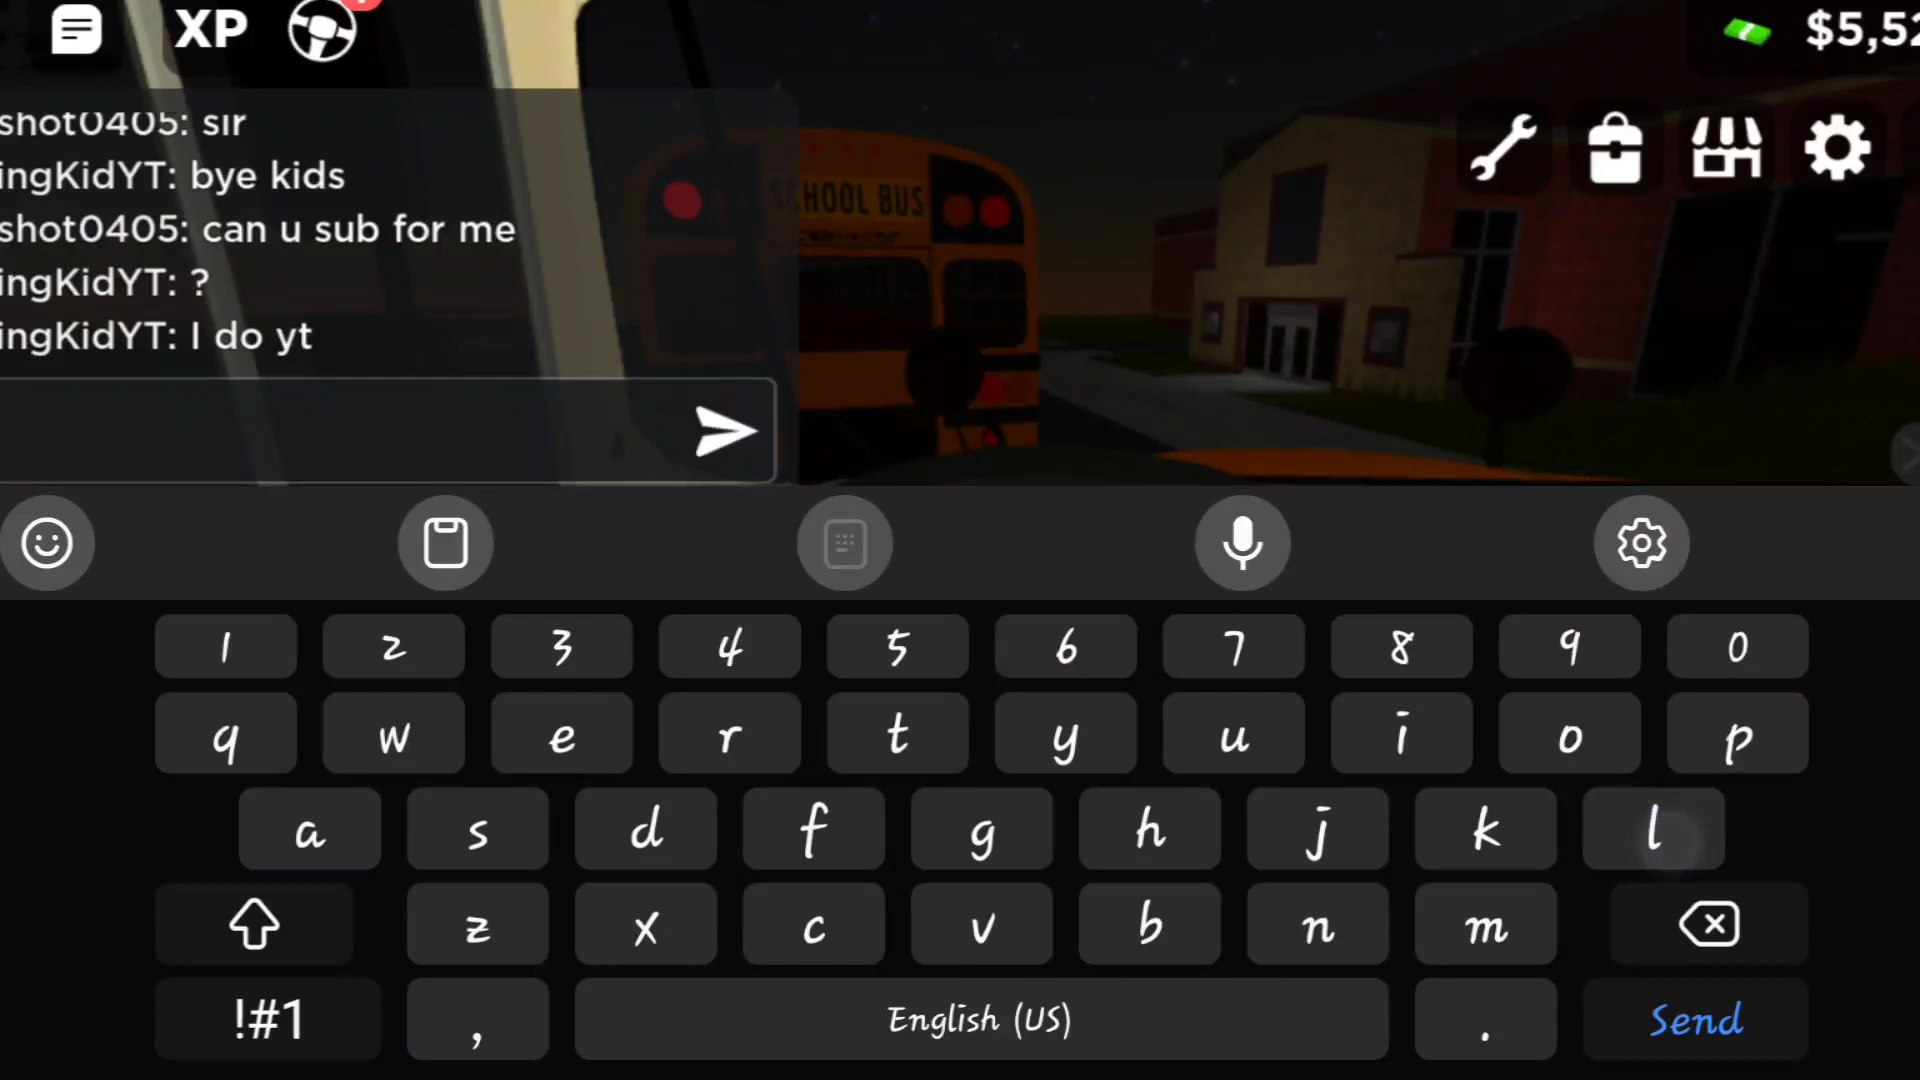 XP
$5,52
shot0405: sir
ingKidYT: bye kids
shot0405: can u sub for me
ingKidYT: ?
ingKidYT: I do yt
SCHOOL BUS
1 2 3 4 5 6 7 8 9 0
q w e r t y u i o p
a s d f g h j k l
z x c v b n m
!#1 , English (US) . Send